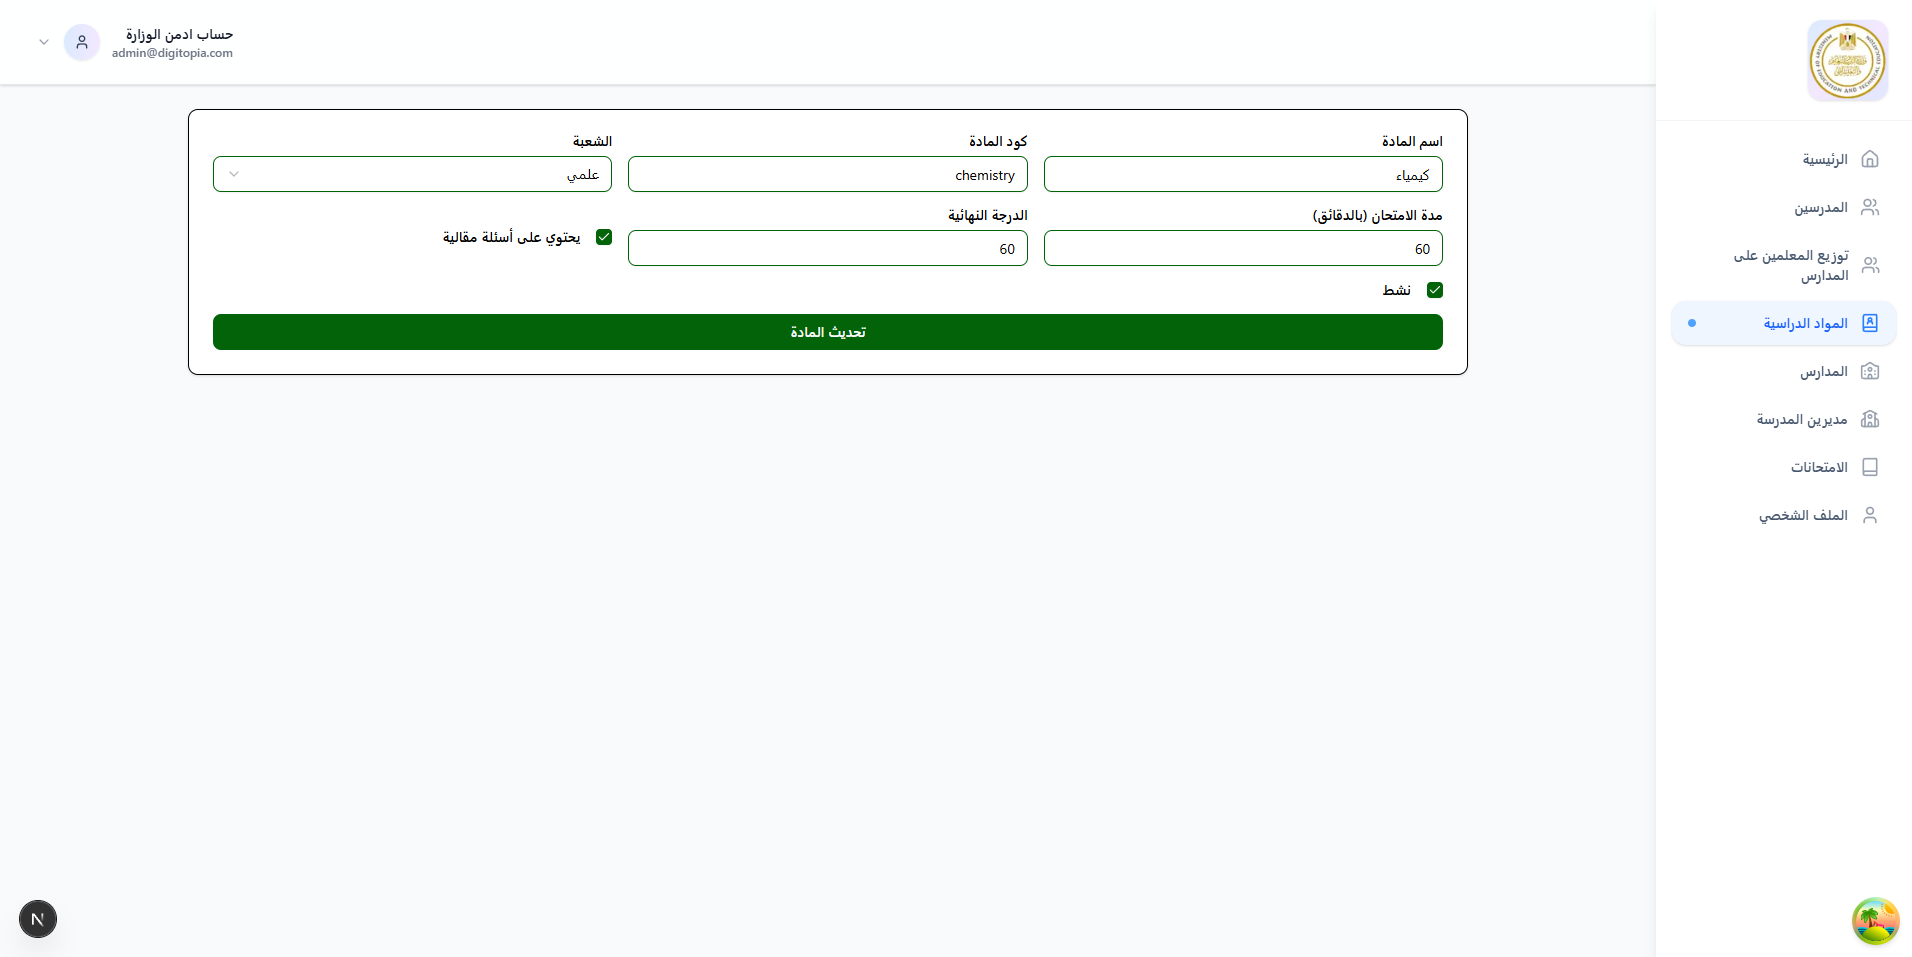 حساب ادمن الوزارة
admin@digitopia.com
الرئيسية
المدرسين
توزيع المعلمين على
المدارس
المواد الدراسية
المدارس
مديرين المدرسة
الامتحانات
الملف الشخصي
اسم المادة
كيمياء
كود المادة
chemistry
الشعبة
علمي
مدة الامتحان (بالدقائق)
60
الدرجة النهائية
60
يحتوي على أسئلة مقالية
نشط
تحديث المادة
N